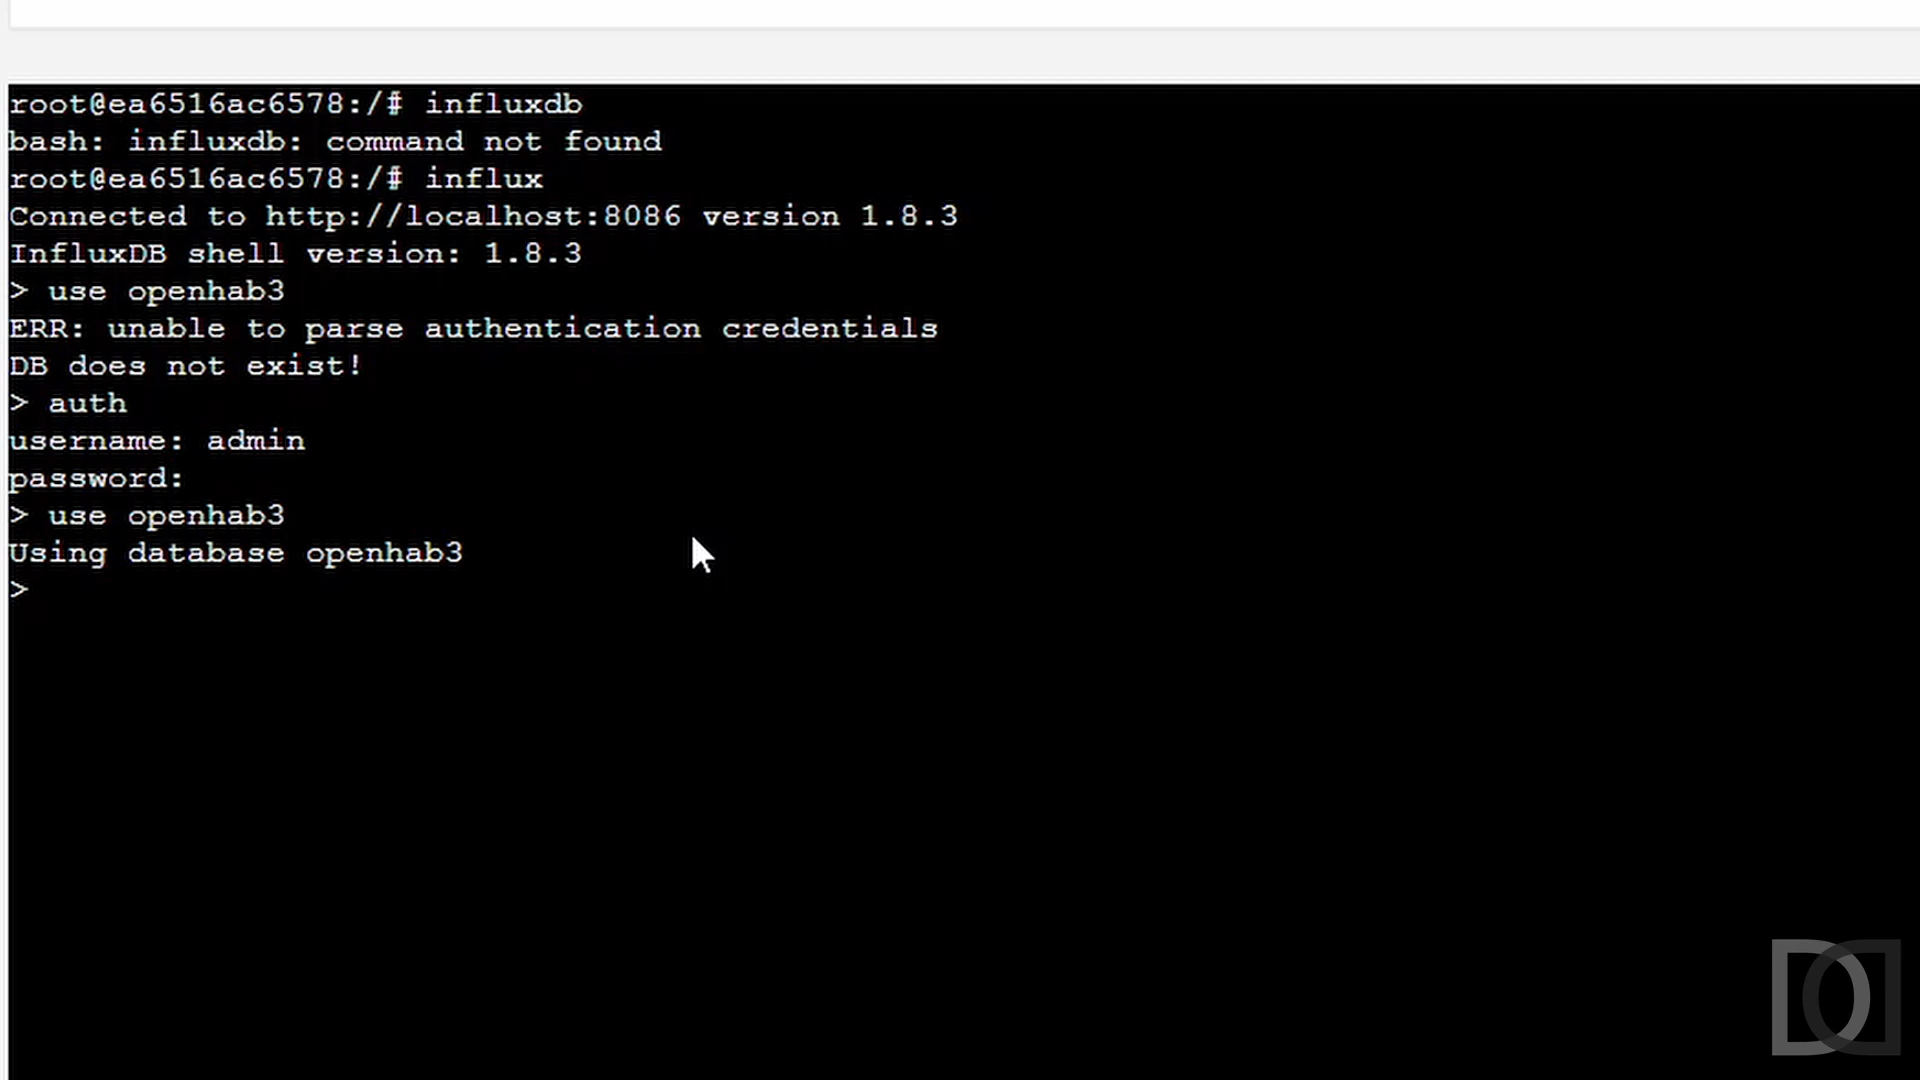 root@ea6516ac6578:/# influxdb
bash: influxdb: command not found
root@ea6516ac6578:/# influx
Connected to http://localhost:8086 version 1.8.3
InfluxDB shell version: 1.8.3
> use openhab3
ERR: unable to parse authentication credentials
DB does not exist!
> auth
username: admin
password:
> use openhab3
Using database openhab3
>